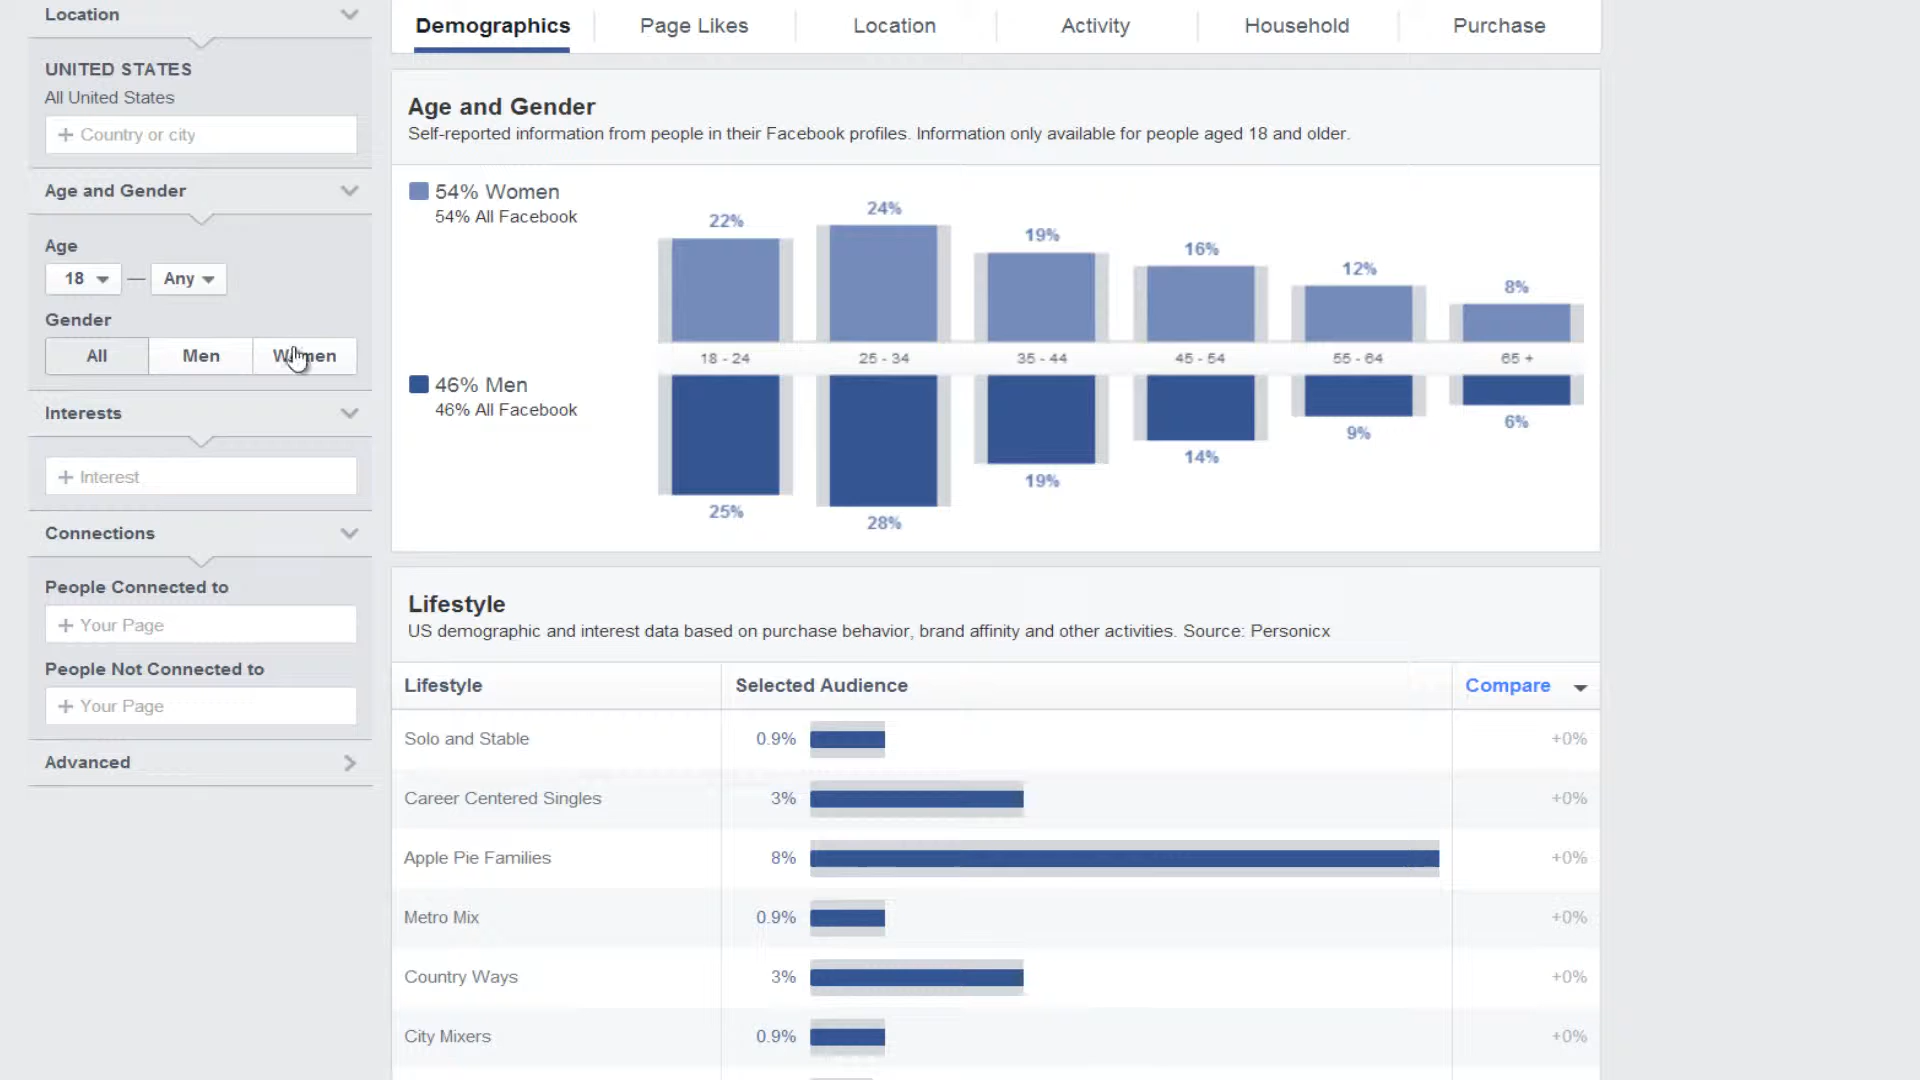 Location
UNITED STATES
All United States
+ Country or city
Age and Gender
Age
18 — Any
Gender
All Men Women
Interests
+ Interest
Connections
People Connected to
+ Your Page
People Not Connected to
+ Your Page
Advanced
Demographics Page Likes Location Activity Household Purchase
Age and Gender
Self-reported information from people in their Facebook profiles. Information only available for people aged 18 and older.
54% Women
54% All Facebook
22% 24% 19% 16% 12% 8%
18 - 24 25 - 34 35 - 44 45 - 54 55 - 64 65 +
46% Men
46% All Facebook
25% 28% 19% 14% 9% 6%
Lifestyle
US demographic and interest data based on purchase behavior, brand affinity and other activities. Source: Personicx
Lifestyle Selected Audience Compare
Solo and Stable 0.9% +0%
Career Centered Singles 3% +0%
Apple Pie Families 8% +0%
Metro Mix 0.9% +0%
Country Ways 3% +0%
City Mixers 0.9% +0%